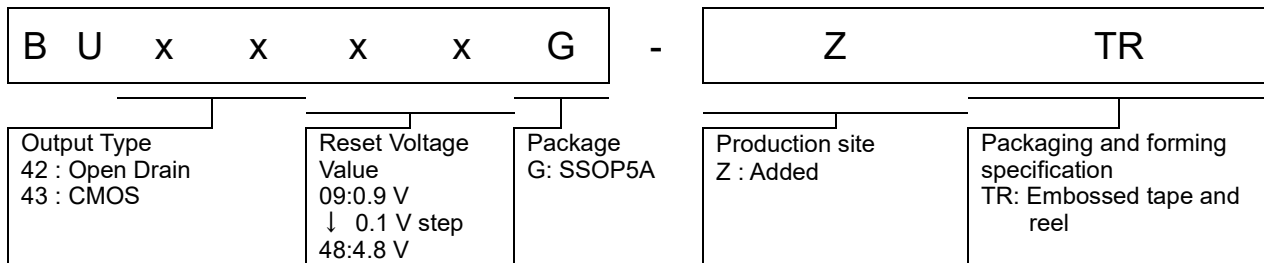 B U x x x x G - Z TR
Output Type
42 : Open Drain
43 : CMOS
Reset Voltage
Value
09:0.9 V
↓ 0.1 V step
48:4.8 V
Package
G: SSOP5A
Production site
Z : Added
Packaging and forming
specification
TR: Embossed tape and
reel